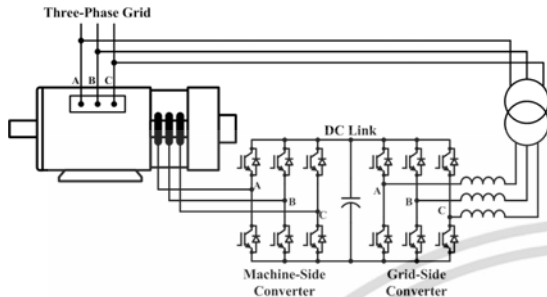 Three-Phase Grid
A B C
DC Link
A
B
C
A
B
C
Machine-Side
Converter
Grid-Side
Converter